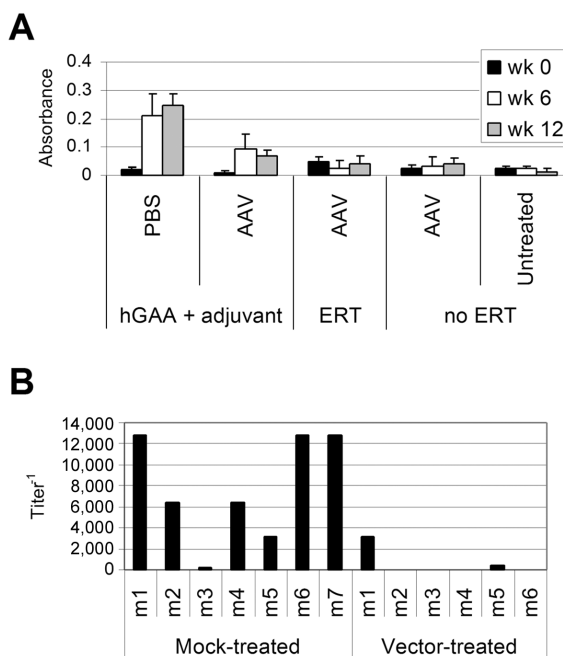 A
Absorbance
0.4
0.3
0.2
0.1
0
wk 0
wk 6
wk 12
PBS
AAV
AAV
AAV
Untreated
hGAA + adjuvant
ERT
no ERT
B
Titer-1
14,000
12,000
10,000
8,000
6,000
4,000
2,000
0
m1 m2 m3 m4 m5 m6 m7 m1 m2 m3 m4 m5 m6
Mock-treated
Vector-treated